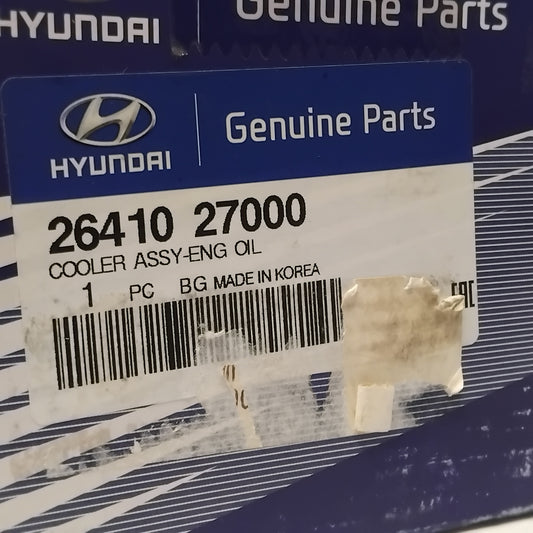 HYUNDAI
Genuine Parts
HYUNDAI
Genuine Parts
26410 27000
COOLER ASSY-ENG OIL
1 PC BG MADE IN KOREA
EAC